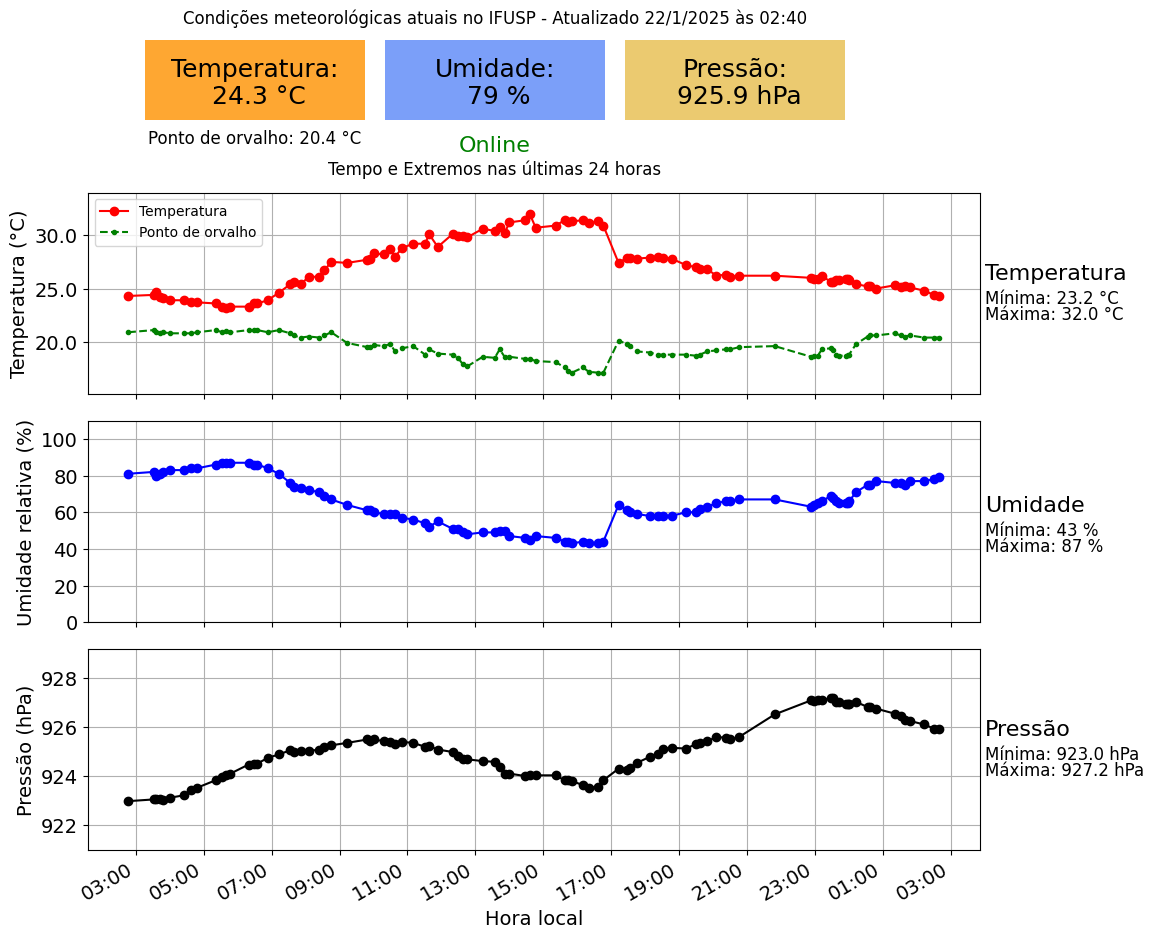 Condições meteorológicas atuais no IFUSP - Atualizado 22/1/2025 às 02:40
Temperatura:
24.3 °C
Umidade:
79 %
Pressão:
925.9 hPa
Ponto de orvalho: 20.4 °C
Online
Tempo e Extremos nas últimas 24 horas
Temperatura (°C)
30.0
25.0
20.0
Temperatura
Ponto de orvalho
Temperatura
Mínima: 23.2 °C
Máxima: 32.0 °C
Umidade relativa (%)
100
80
60
40
20
0
Umidade
Mínima: 43 %
Máxima: 87 %
Pressão (hPa)
928
926
924
922
Pressão
Mínima: 923.0 hPa
Máxima: 927.2 hPa
03:00 05:00 07:00 09:00 11:00 13:00 15:00 17:00 19:00 21:00 23:00 01:00 03:00
Hora local